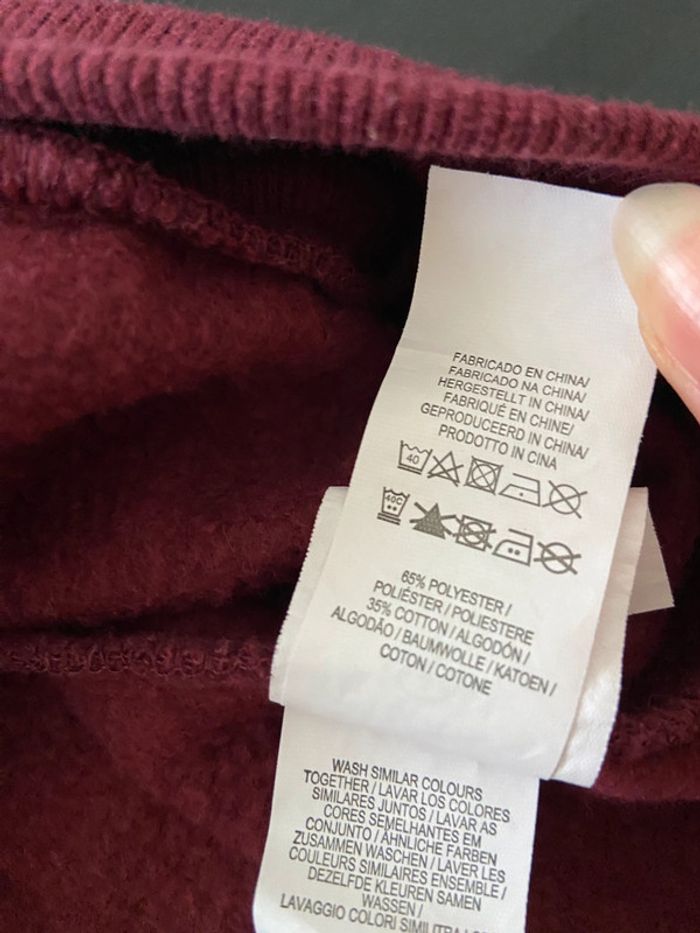 FABRICADO EN CHINA/
FABRICADO NA CHINA/
HERGESTELLT IN CHINA/
FABRIQUÉ EN CHINE/
GEPRODUCEERD IN CHINA/
PRODOTTO IN CINA
40
40C
65% POLYESTER /
POLIÉSTER / POLIESTERE
35% COTTON / ALGODÓN /
ALGODÃO / BAUMWOLLE / KATOEN /
COTON / COTONE
WASH SIMILAR COLOURS
TOGETHER / LAVAR LOS COLORES
SIMILARES JUNTOS / LAVAR AS
CORES SEMELHANTES EM
CONJUNTO / ÄHNLICHE FARBEN
ZUSAMMEN WASCHEN / LAVER LES
COULEURS SIMILAIRES ENSEMBLE /
DEZELFDE KLEUREN SAMEN
WASSEN /
LAVAGGIO COLORI